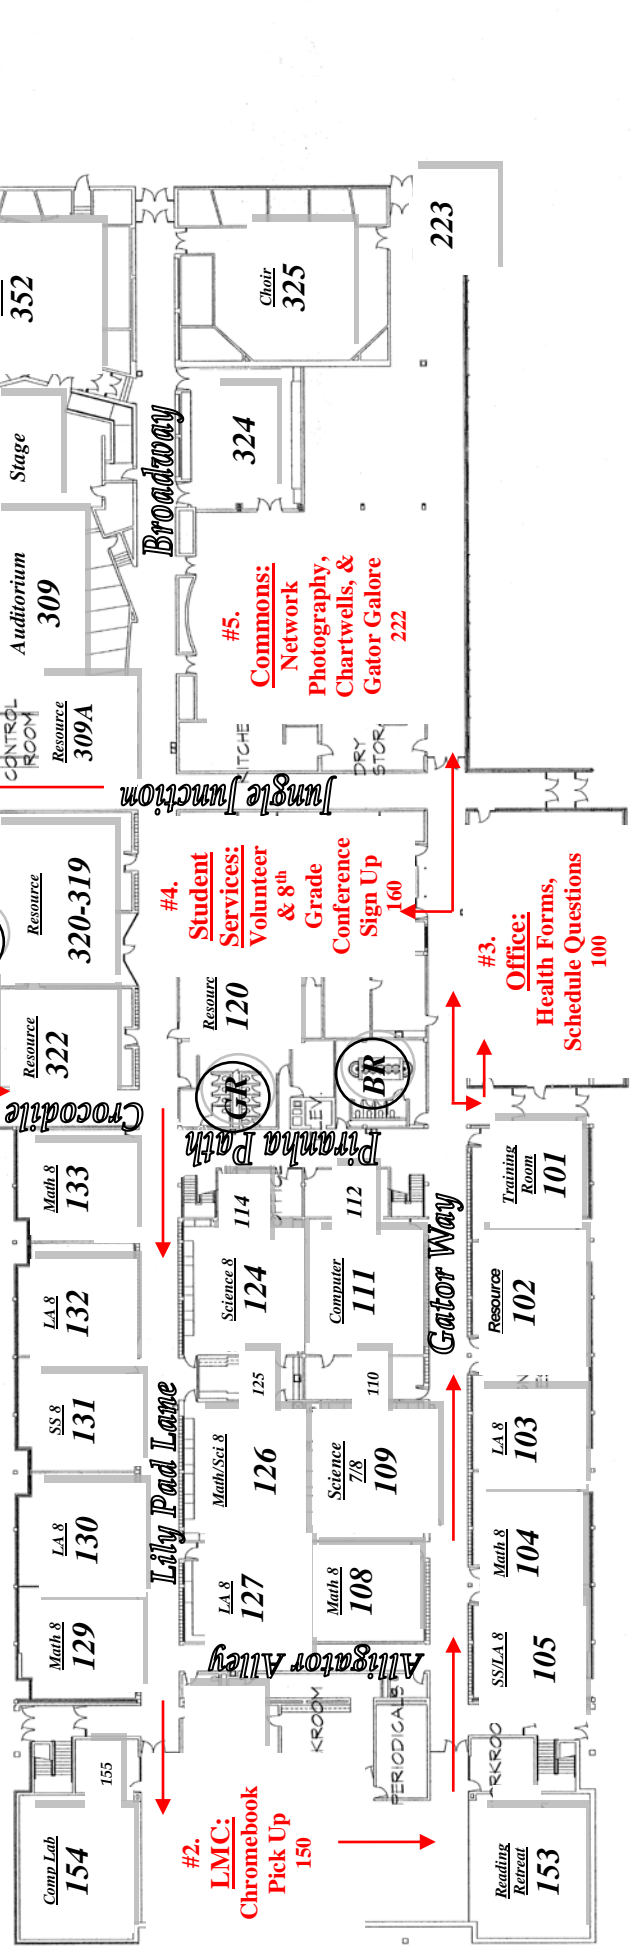 352
Choir
325
223
Stage
324
Broadway
Auditorium
309
#5.
Commons:
Network
Photography,
Chartwells, &
Gator Galore
222
CONTROL
ROOM
Resource
309A
DRY
Jungle Junction
Resource
320-319
#4.
Student
Services:
Volunteer
& 8th
Grade
Conference
Sign Up
160
#3.
Office:
Health Forms,
Schedule Questions
100
Resource
322
120
GR
BR
Crocodile
Piranha Path
Math 8
133
114
112
Training
Room
101
LA 8
132
Science 8
124
Computer
111
Gator Way
Resource
102
SS 8
131
125
110
Lily Pad Lane
Math/Sci 8
126
Science
7/8
109
LA 8
103
LA 8
130
Math 8
104
Math 8
129
LA 8
127
Math 8
108
SS/LA 8
105
Alligator Alley
KROOM
PERIODICALS
RKROO
155
Comp Lab
154
#2.
LMC:
Chromebook
Pick Up
150
Reading
Retreat
153